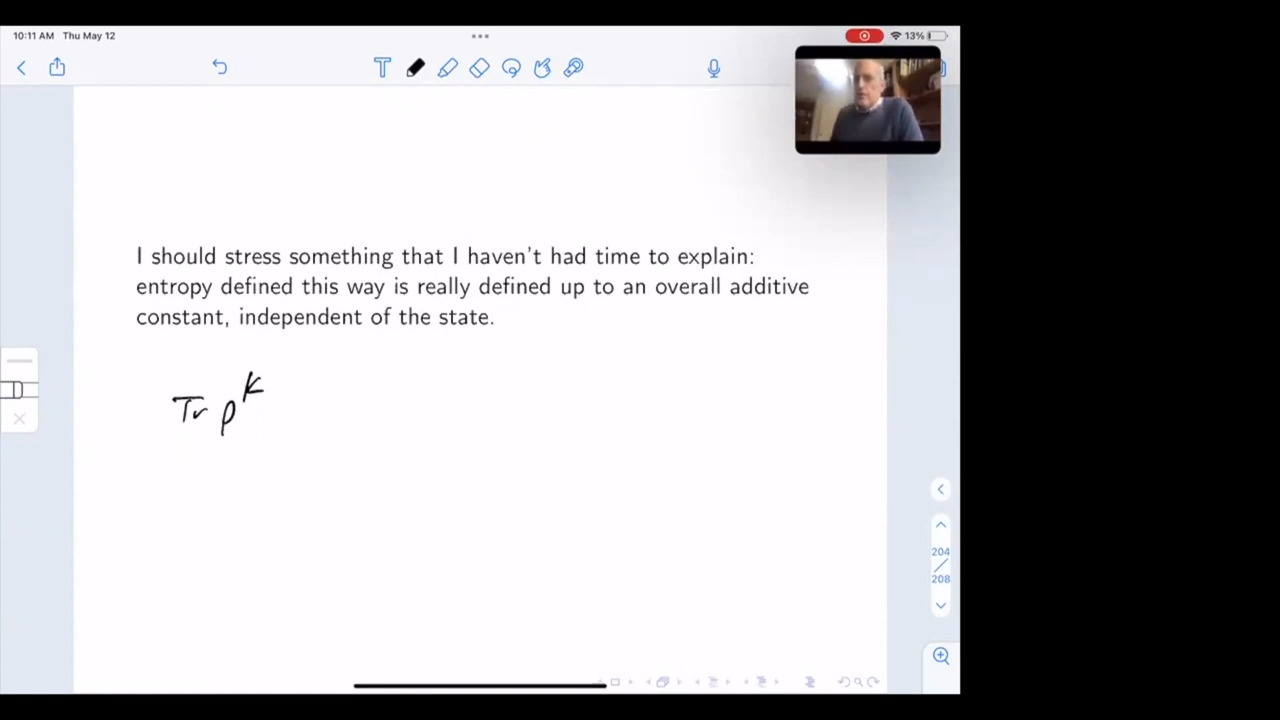 10:11 AM Thu May 12
13%
I should stress something that I haven't had time to explain:
entropy defined this way is really defined up to an overall additive
constant, independent of the state.
Tr ρ^K
204
/
208